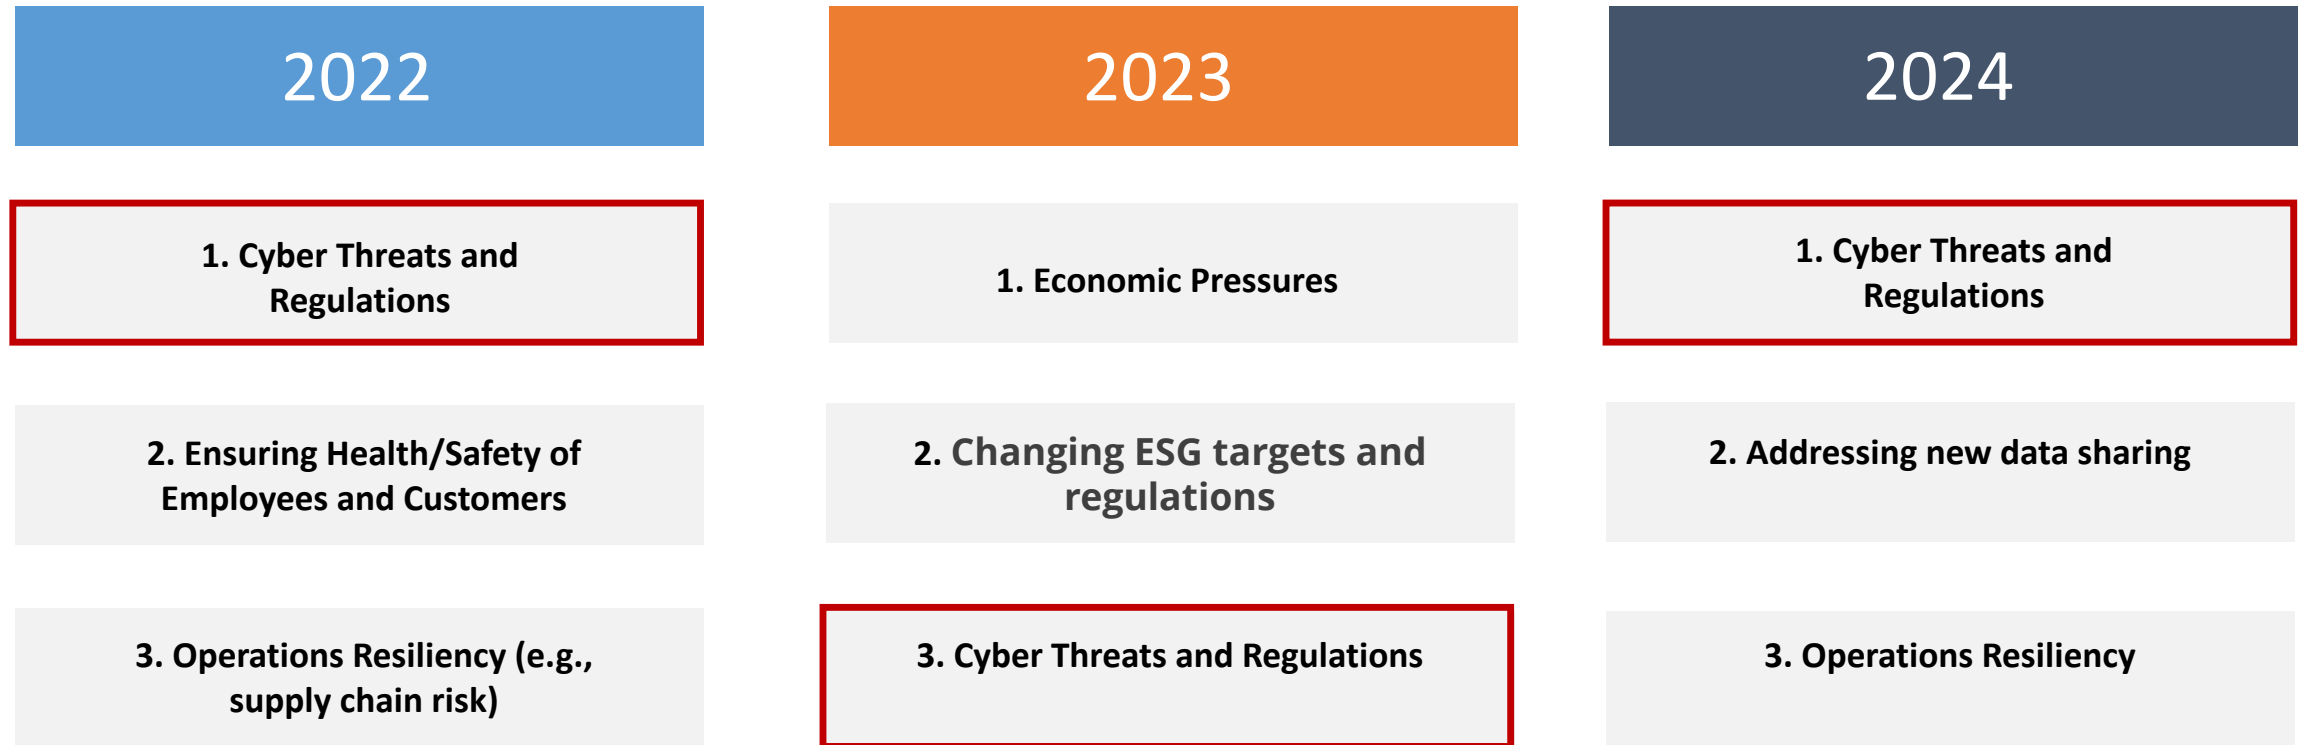 2022
1. Cyber Threats and
Regulations
2. Ensuring Health/Safety of
Employees and Customers
3. Operations Resiliency (e.g.,
supply chain risk)
2023
1. Economic Pressures
2. Changing ESG targets and
regulations
3. Cyber Threats and Regulations
2024
1. Cyber Threats and
Regulations
2. Addressing new data sharing
3. Operations Resiliency